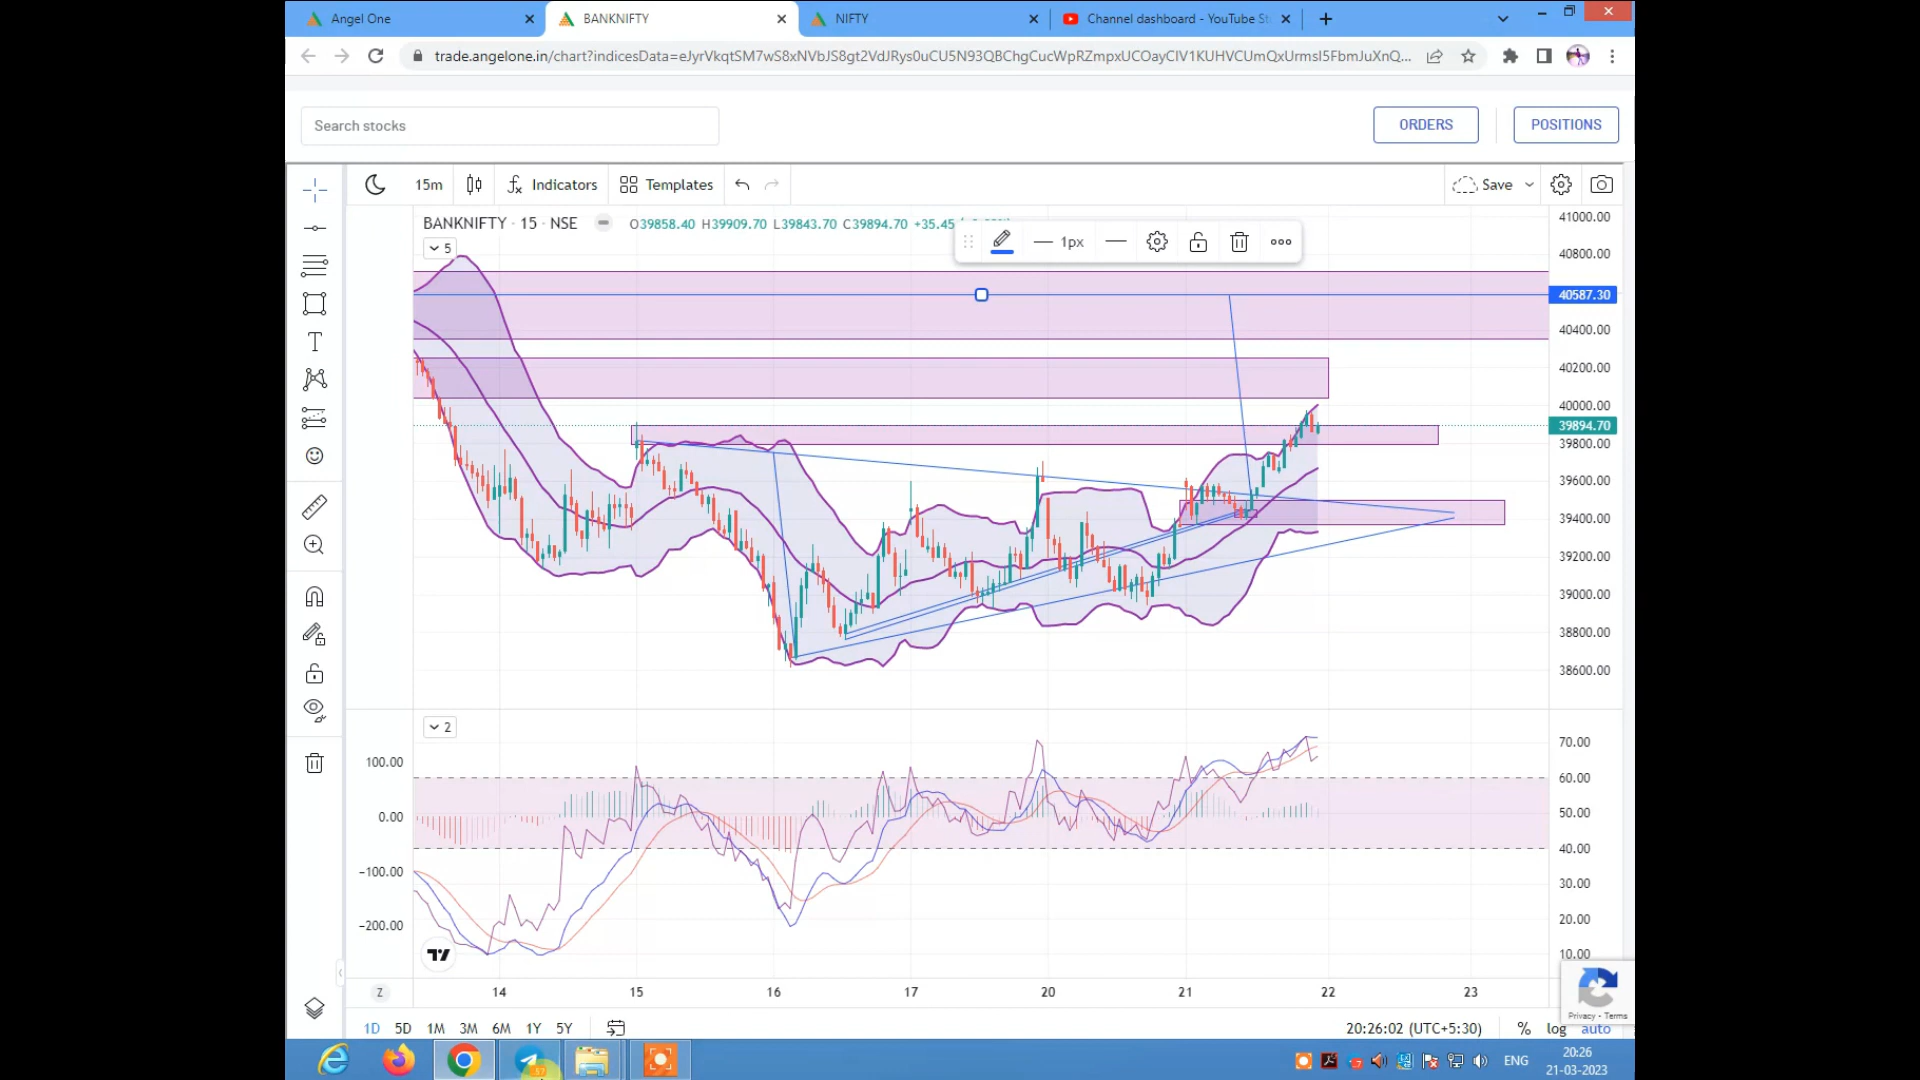 Angel One
BANKNIFTY
NIFTY
Channel dashboard - YouTube St
trade.angelone.in/chart?indicesData=
Search stocks
ORDERS
POSITIONS
15m
Indicators
Templates
Save
BANKNIFTY · 15 · NSE
O39858.40 H39909.70 L39843.70 C39894.70 +35.45
1px
5
41000.00
40800.00
40587.30
40400.00
40200.00
40000.00
39894.70
39800.00
39600.00
39400.00
39200.00
39000.00
38800.00
38600.00
2
100.00
0.00
−100.00
−200.00
70.00
60.00
50.00
40.00
30.00
20.00
10.00
Z
14
15
16
17
20
21
22
23
1D 5D 1M 3M 6M 1Y 5Y
20:26:02 (UTC+5:30)
% log auto
Privacy - Terms
57
ENG
20:26
21-03-2023